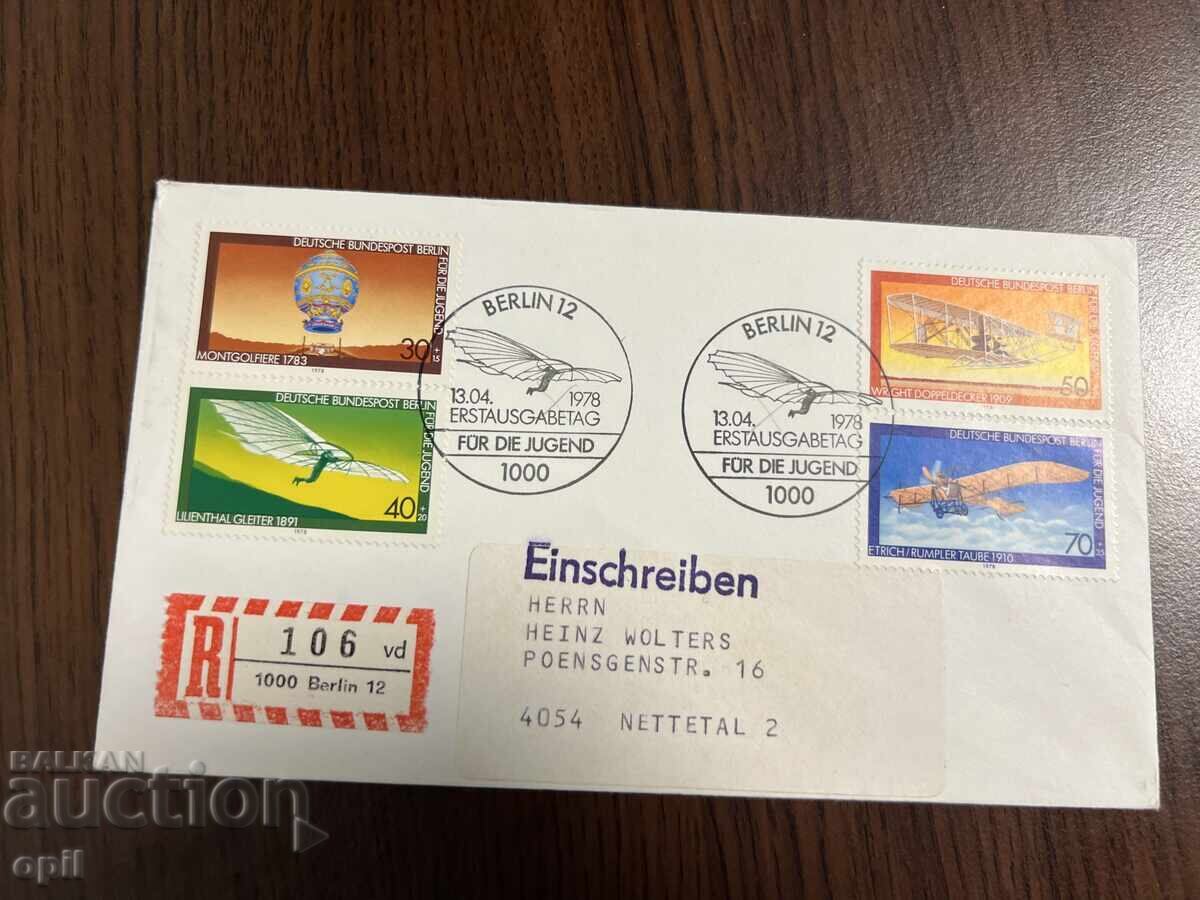 DEUTSCHE BUNDESPOST BERLIN
FÜR DIE JUGEND
30 + 15
MONTGOLFIERE 1783
1978
DEUTSCHE BUNDESPOST BERLIN
FÜR DIE JUGEND
40 + 20
LILIENTHAL GLEITER 1891
1978
BERLIN 12
13.04. 1978
ERSTAUSGABETAG
FÜR DIE JUGEND
1000
BERLIN 12
13.04. 1978
ERSTAUSGABETAG
FÜR DIE JUGEND
1000
DEUTSCHE BUNDESPOST BERLIN
FÜR DIE JUGEND
50
WRIGHT DOPPELDECKER 1909
DEUTSCHE BUNDESPOST BERLIN
FÜR DIE JUGEND
70 + 35
ETRICH/RUMPLER TAUBE 1910
1978
Einschreiben
HERRN
HEINZ WOLTERS
POENSGENSTR. 16
4054 NETTETAL 2
R
106 vd
1000 Berlin 12
BALKAN
auction
opil